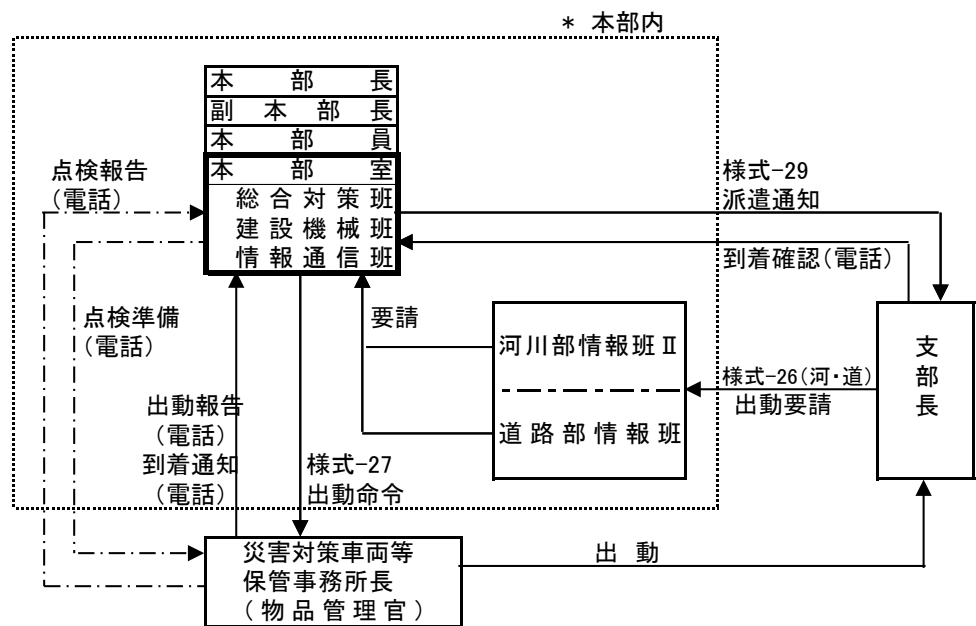 * 本部内
本部長
副本部長
本部員
本部室
総合対策班
建設機械班
情報通信班
点検報告
(電話)
様式-29
派遣通知
到着確認(電話)
点検準備
(電話)
要請
河川部情報班Ⅱ
道路部情報班
様式-26(河・道)
出動要請
支部長
出動報告
(電話)
到着通知
(電話)
様式-27
出動命令
災害対策車両等
保管事務所長
(物品管理官)
出動